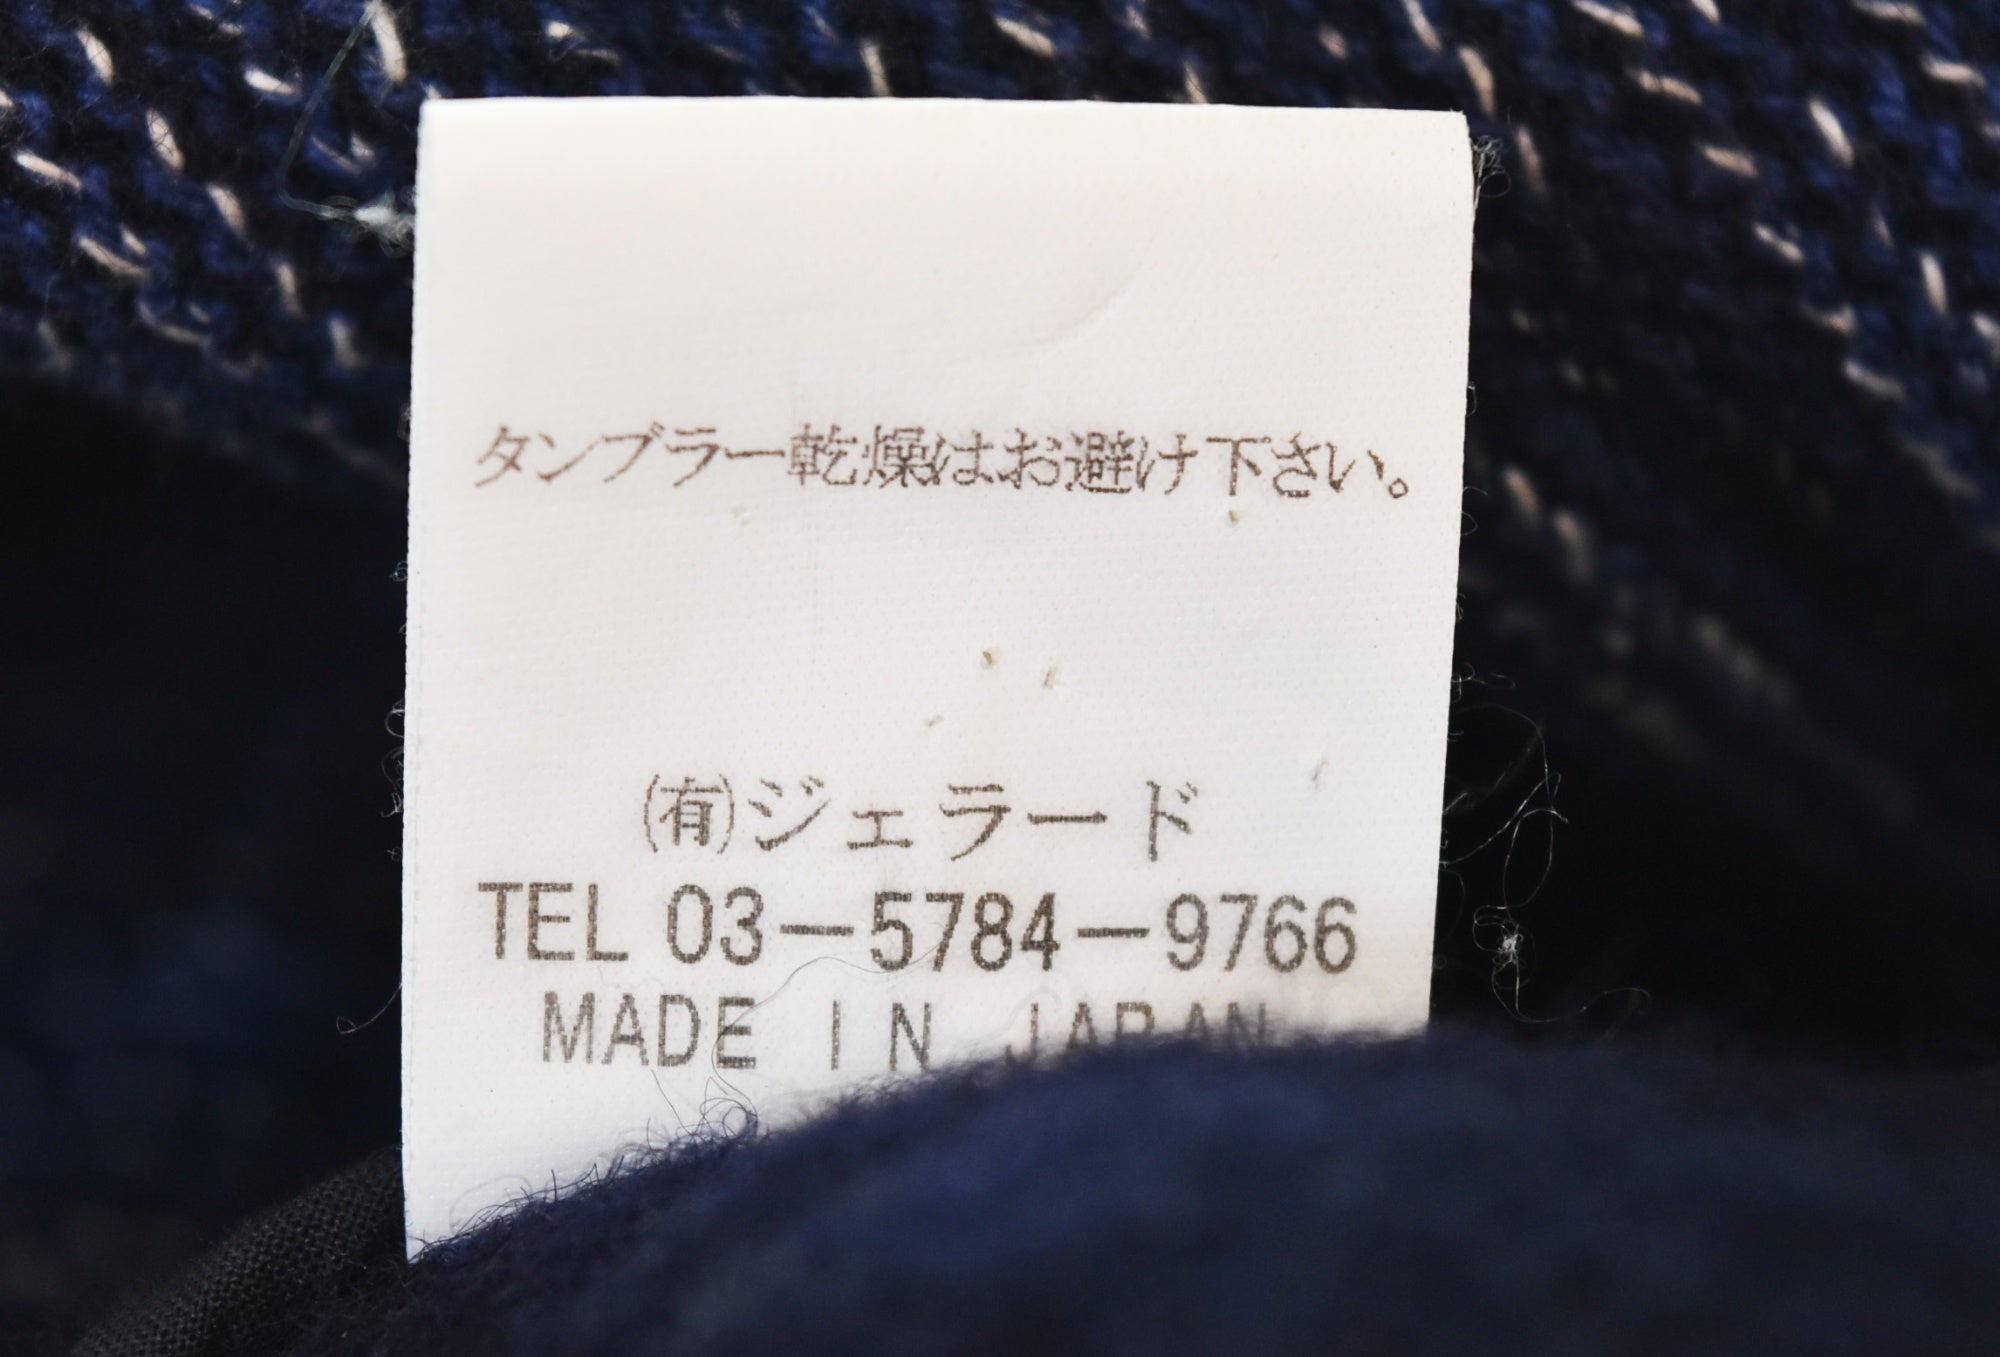 タンブラー乾燥はお避け下さい。
㈲ジェラード
TEL 03－5784－9766
MADE IN JAPAN